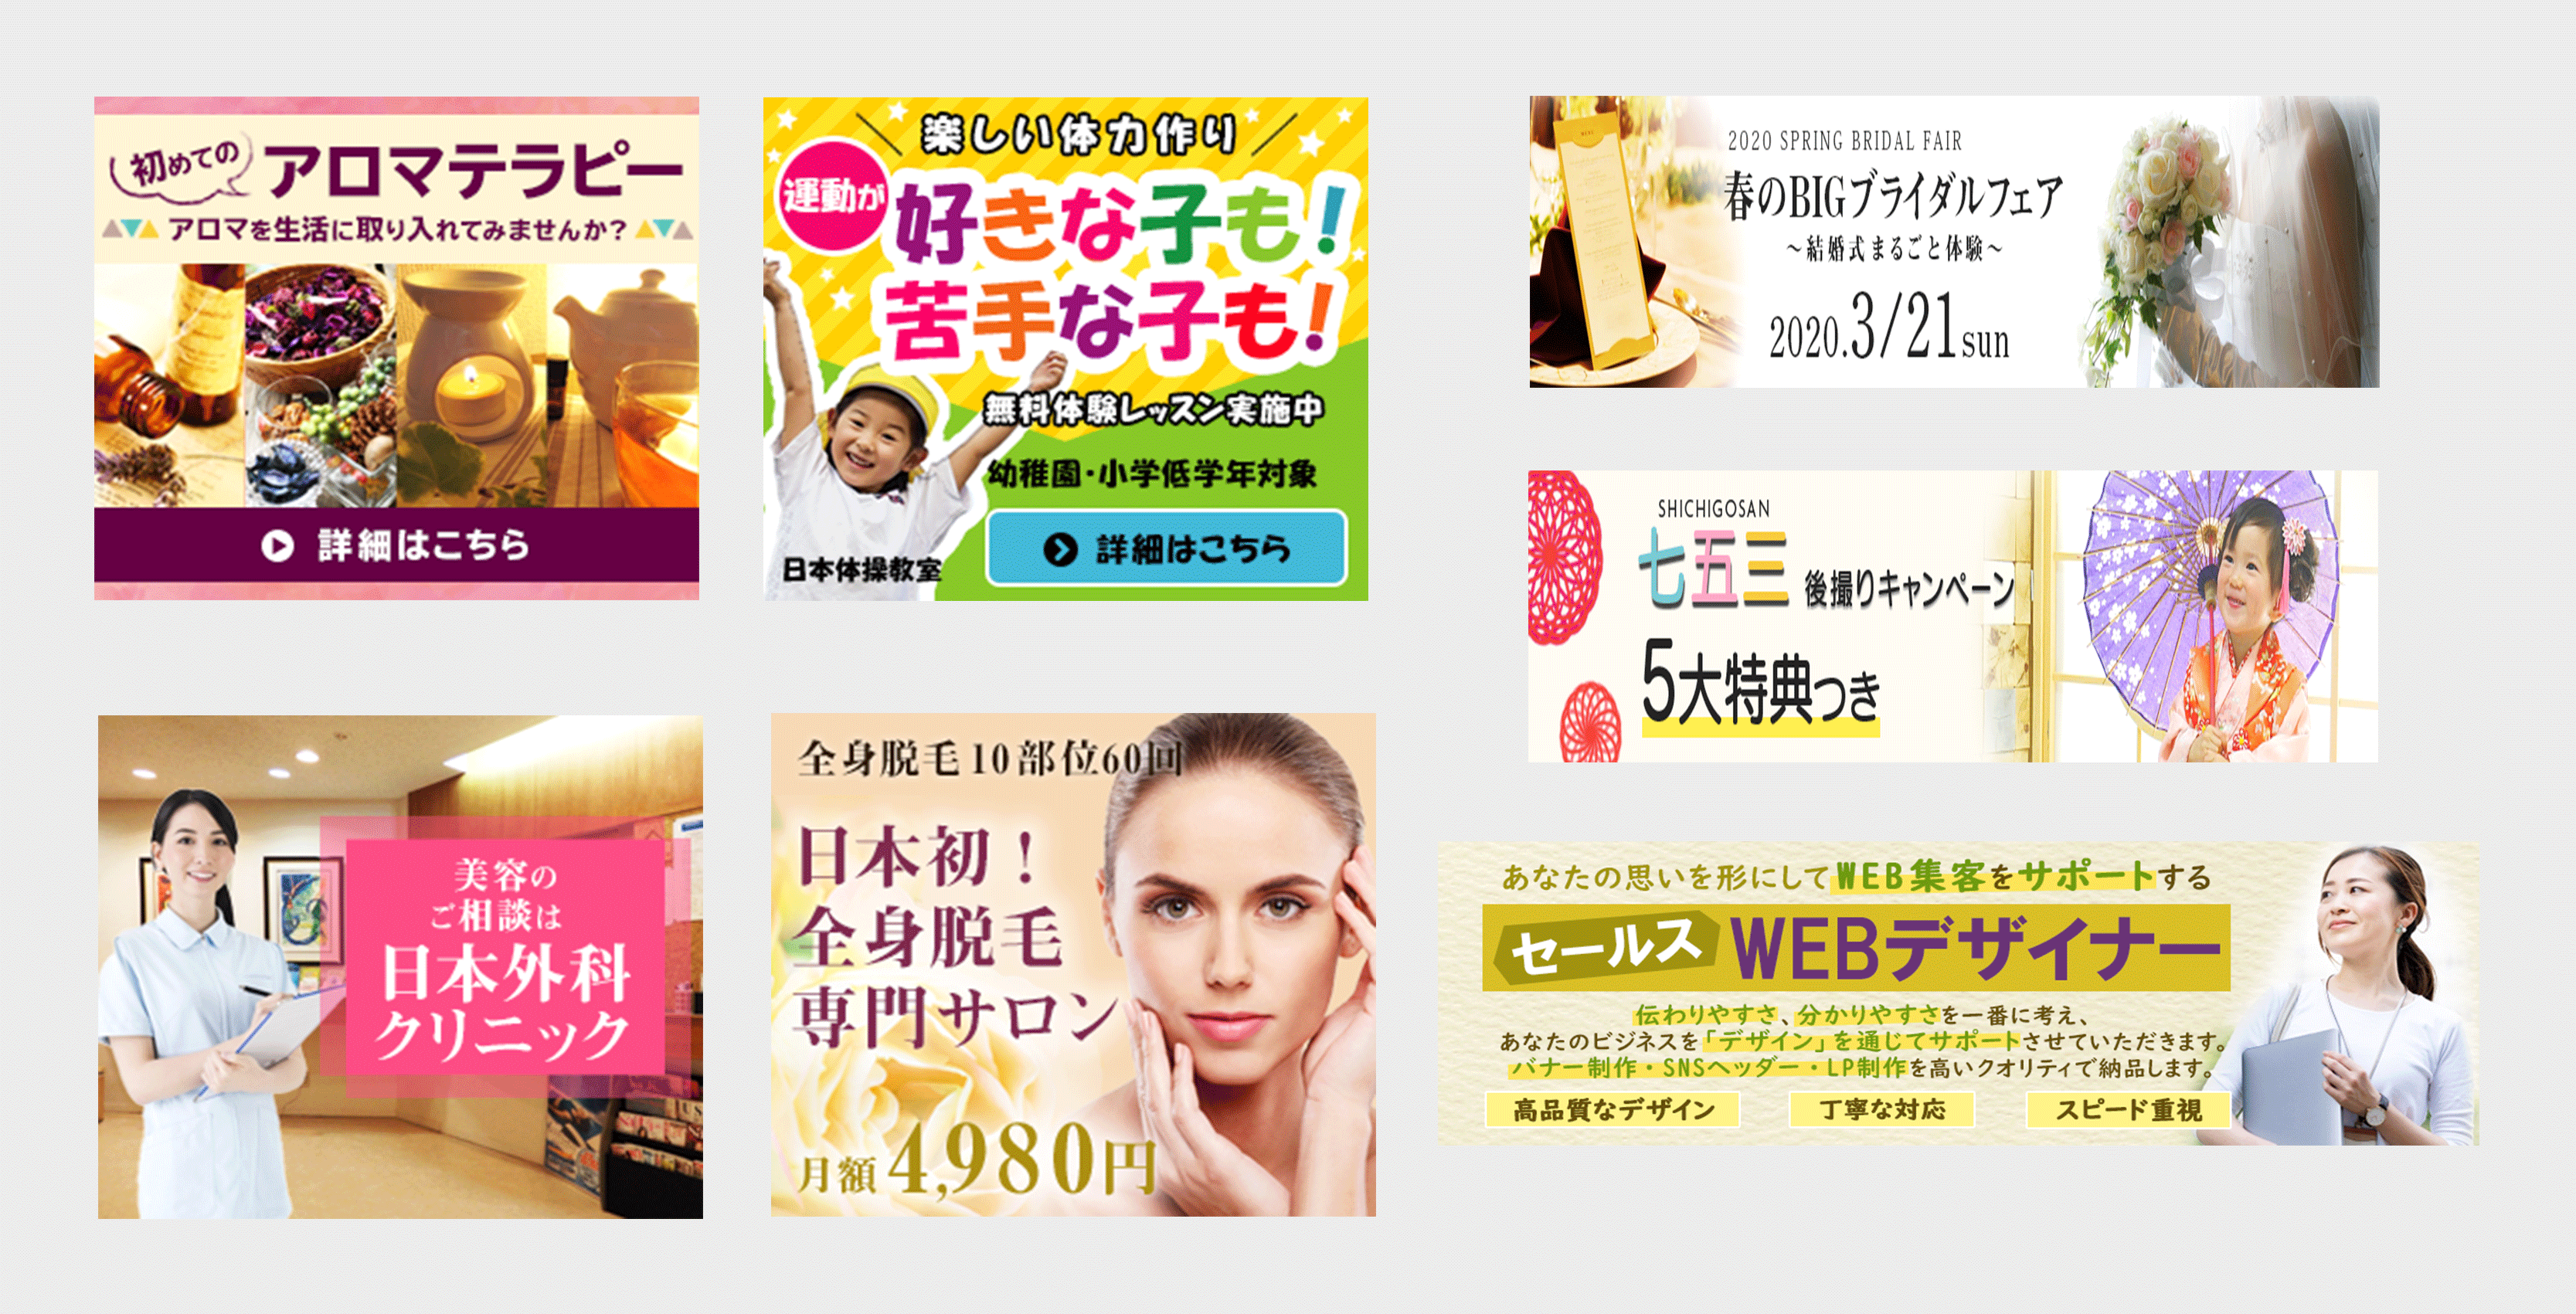 初めての
アロマテラピー
アロマを生活に取り入れてみませんか？
詳細はこちら
楽しい体力作り
運動が
好きな子も！
苦手な子も！
無料体験レッスン実施中
幼稚園・小学低学年対象
詳細はこちら
日本体操教室
美容の
ご相談は
日本外科
クリニック
全身脱毛10部位60回
日本初！
全身脱毛
専門サロン
月額4,980円
2020 SPRING BRIDAL FAIR
春のBIGブライダルフェア
～結婚式まるごと体験～
2020.3/21sun
SHICHIGOSAN
七五三 後撮りキャンペーン
5大特典つき
あなたの思いを形にしてWEB集客をサポートする
セールス WEBデザイナー
伝わりやすさ、分かりやすさを一番に考え、
あなたのビジネスを「デザイン」を通じてサポートさせていただきます。
バナー制作・SNSヘッダー・LP制作を高いクオリティで納品します。
高品質なデザイン 丁寧な対応 スピード重視